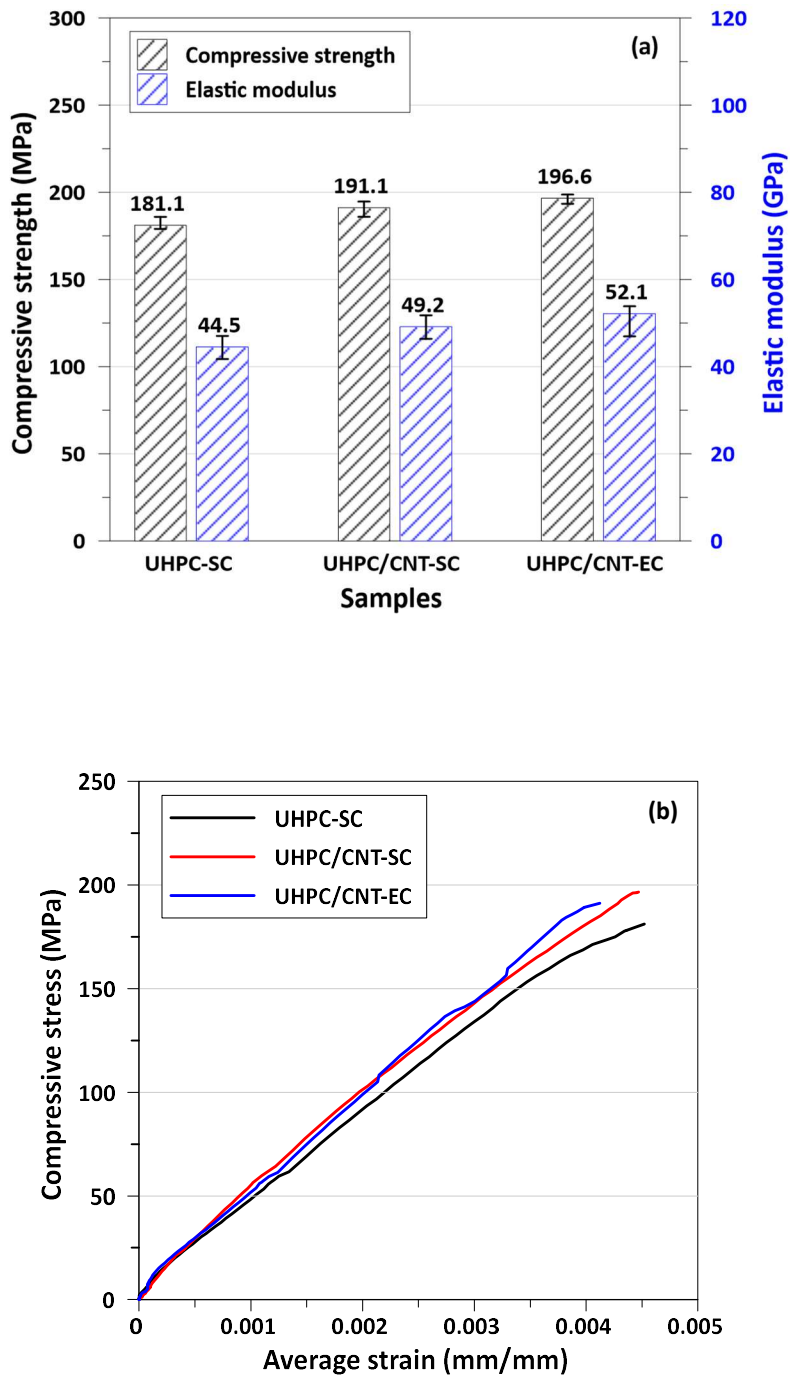 300
250
200
150
100
50
0
Compressive strength (MPa)
Compressive strength
Elastic modulus
(a)
181.1
44.5
191.1
49.2
196.6
52.1
120
100
80
60
40
20
0
Elastic modulus (GPa)
UHPC-SC UHPC/CNT-SC UHPC/CNT-EC
Samples
250
200
150
100
50
0
Compressive stress (MPa)
UHPC-SC
UHPC/CNT-SC
UHPC/CNT-EC
(b)
0 0.001 0.002 0.003 0.004 0.005
Average strain (mm/mm)